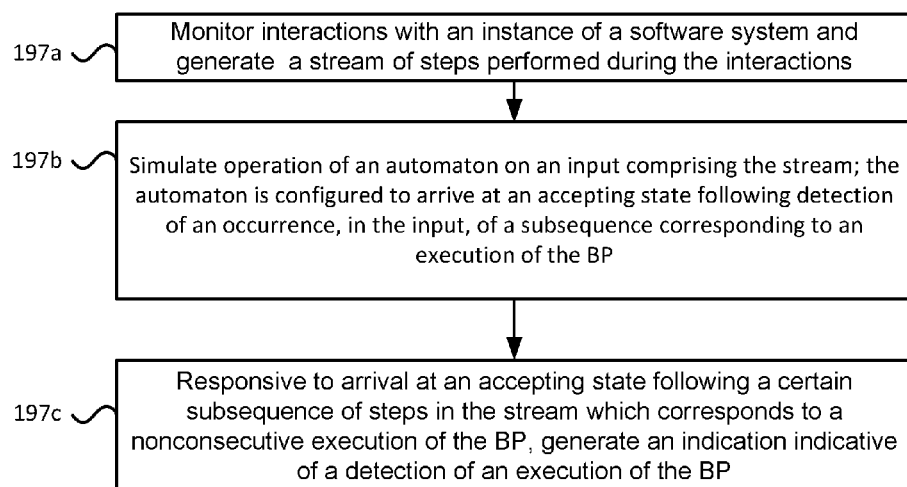 197a
Monitor interactions with an instance of a software system and
generate a stream of steps performed during the interactions
197b
Simulate operation of an automaton on an input comprising the stream; the
automaton is configured to arrive at an accepting state following detection
of an occurrence, in the input, of a subsequence corresponding to an
execution of the BP
197c
Responsive to arrival at an accepting state following a certain
subsequence of steps in the stream which corresponds to a
nonconsecutive execution of the BP, generate an indication indicative
of a detection of an execution of the BP